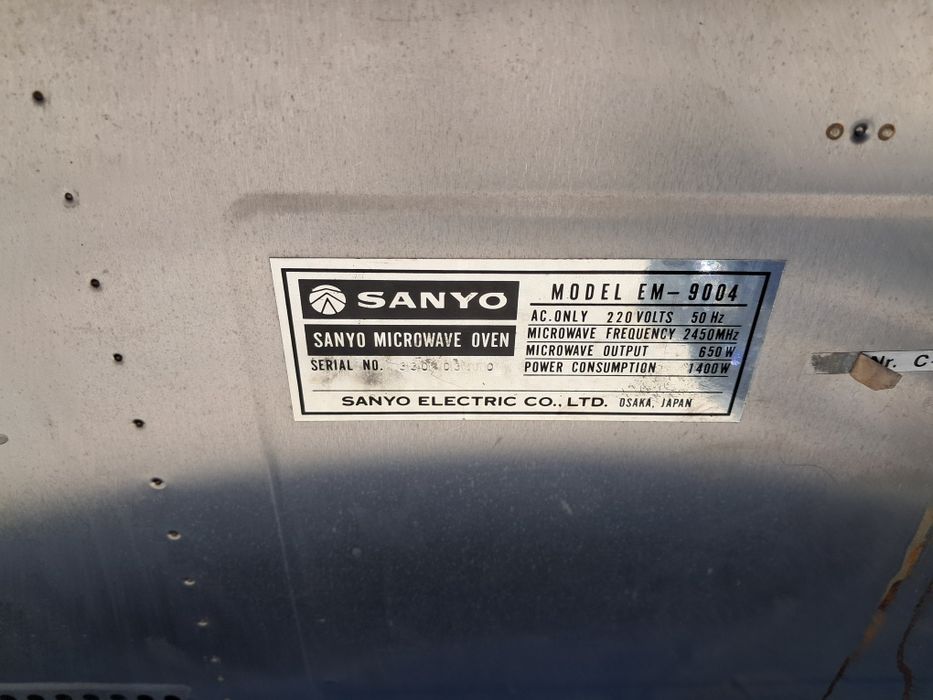 SANYO
SANYO MICROWAVE OVEN
SERIAL NO.
MODEL EM-9004
AC.ONLY 220VOLTS 50Hz
MICROWAVE FREQUENCY 2450MHz
MICROWAVE OUTPUT 650W
POWER CONSUMPTION 1400W
SANYO ELECTRIC CO., LTD. OSAKA, JAPAN
Nr. C